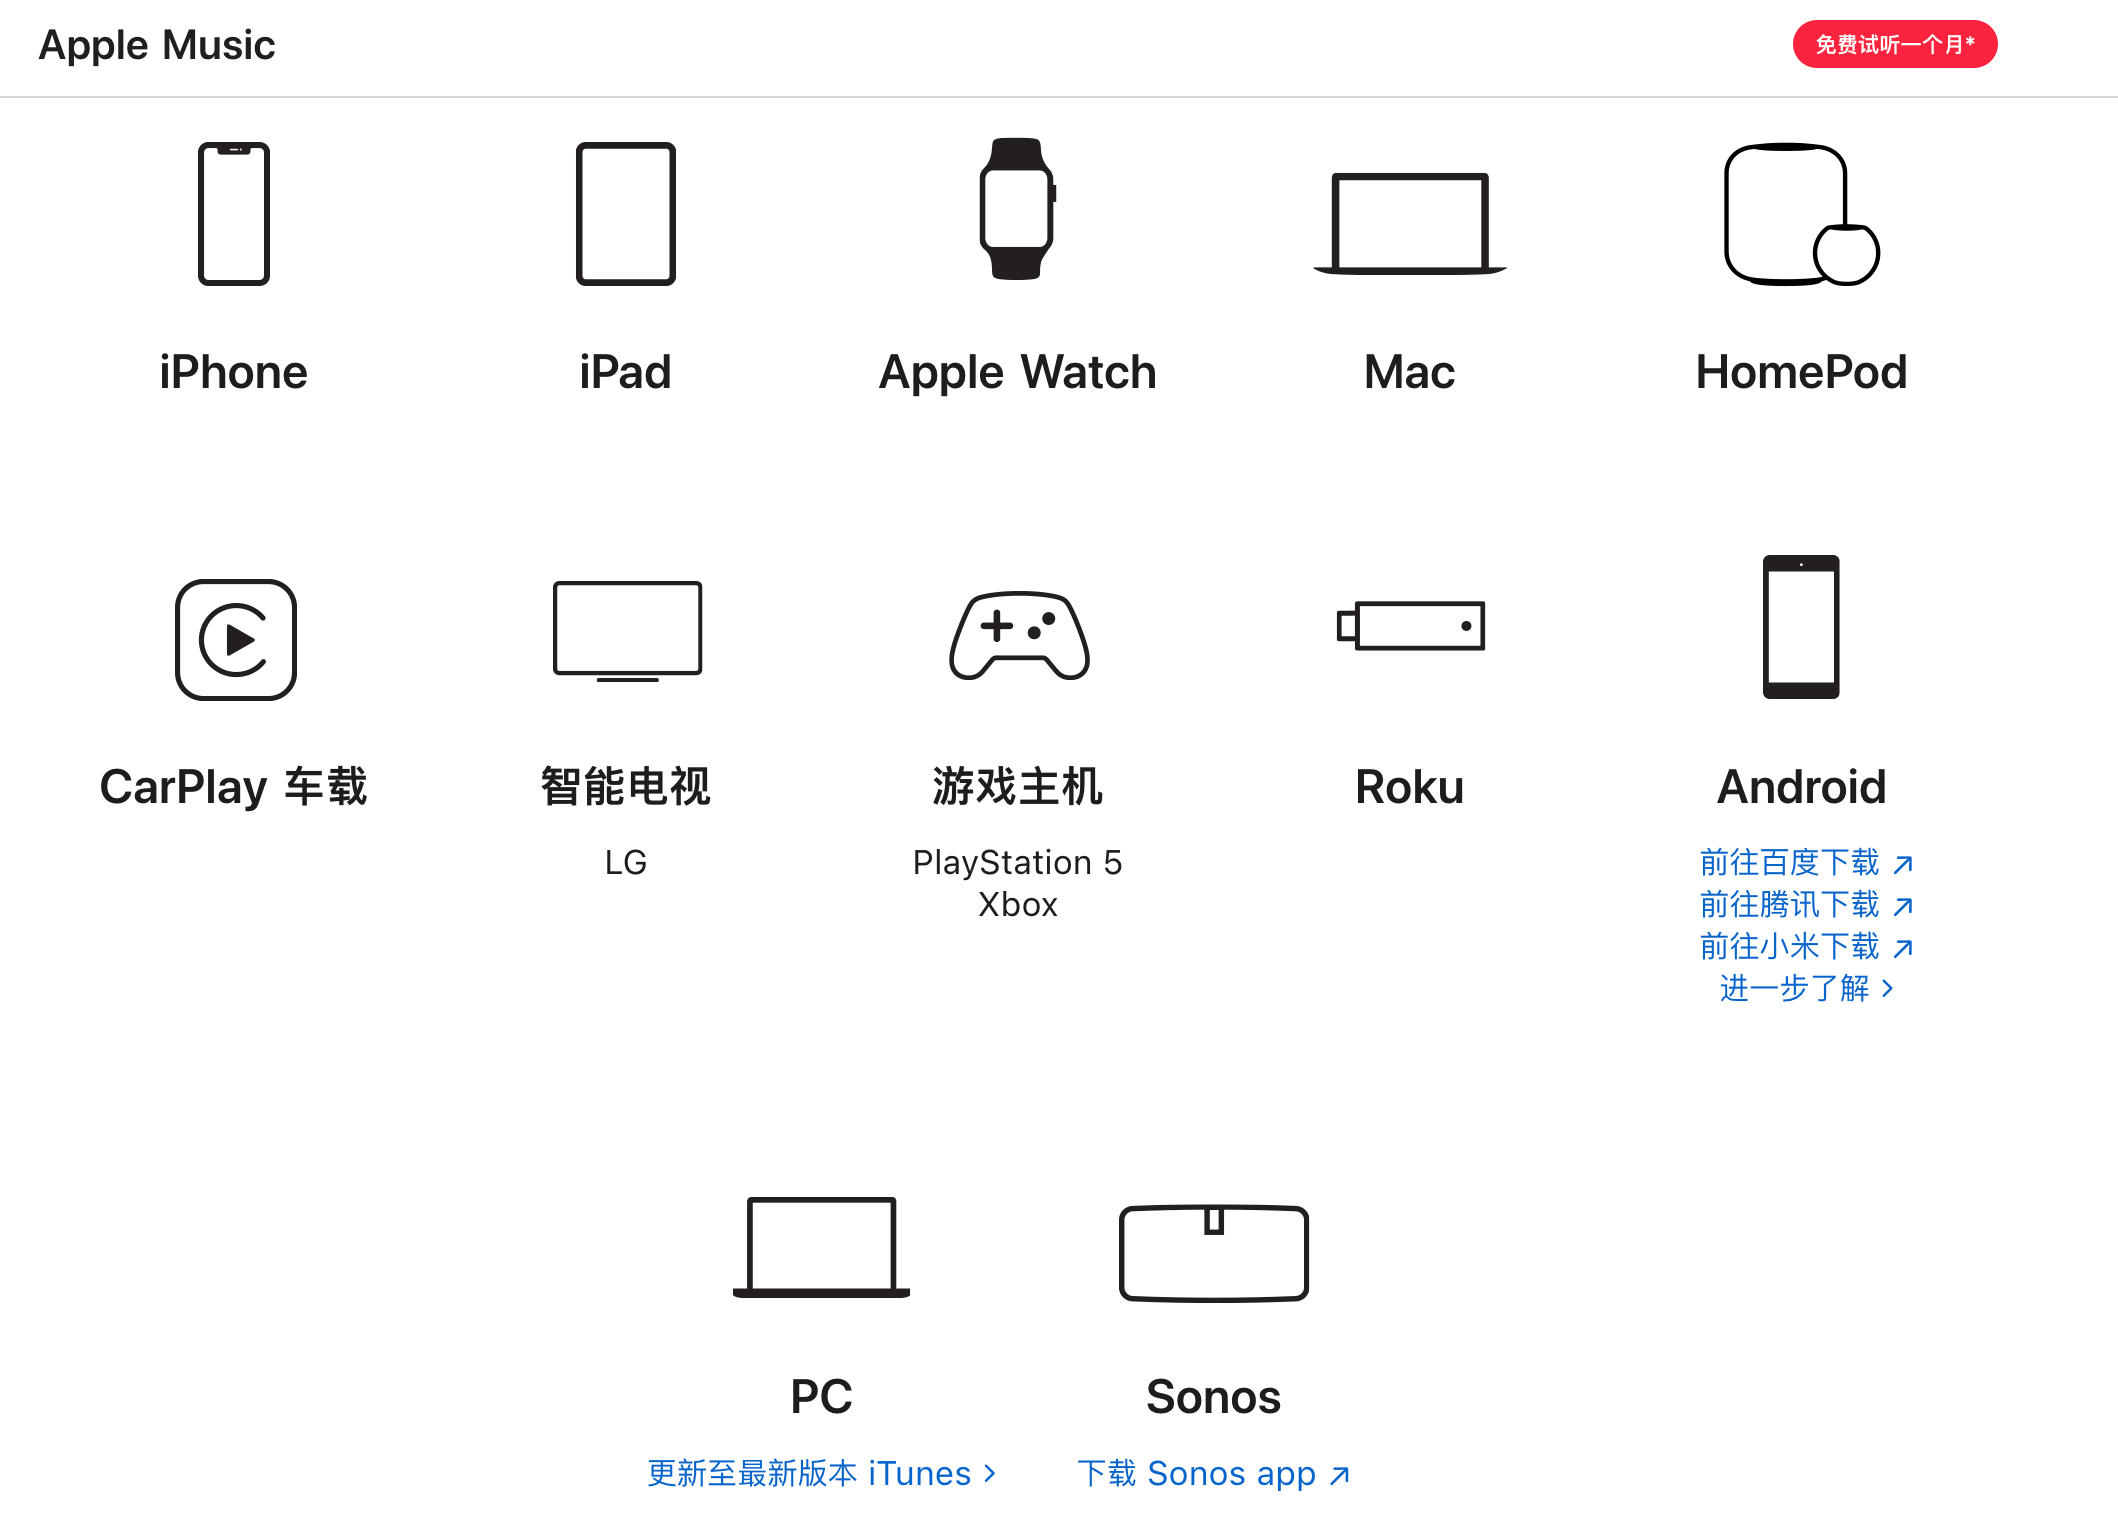 Apple Music
免费试听一个月*
iPhone
iPad
Apple Watch
Mac
HomePod
CarPlay 车载
智能电视
LG
游戏主机
PlayStation 5
Xbox
Roku
Android
前往百度下载
前往腾讯下载
前往小米下载
进一步了解
PC
更新至最新版本 iTunes
Sonos
下载 Sonos app